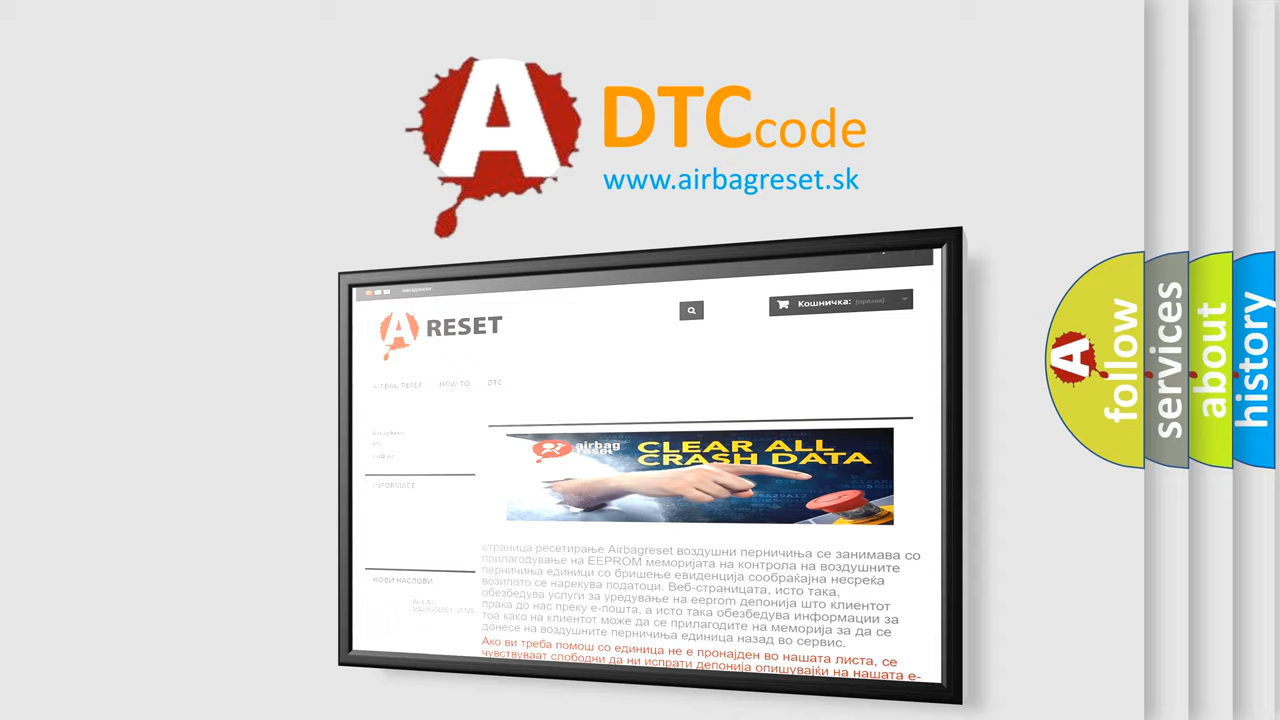 A
DTCcode
www.airbagreset.sk
A RESET
Кошничка: (празна)
AIRBAG RESET HOW TO DTC
INFORMACE
НОВИ НАСЛОВИ
airbag
reset
CLEAR ALL
CRASH DATA
страница ресетирање Airbagreset воздушни перничиња се занимава со
прилагодување на EEPROM меморијата на контрола на воздушните
перничиња единици со бришење евиденција сообраќајна несреќа
возилото се нарекува податоци. Веб-страницата, исто така,
обезбедува услуги за уредување на eeprom депонија што клиентот
праќа до нас преку е-пошта, а исто така обезбедува информации за
тоа како на клиентот може да се прилагодите на меморија за да се
донесе на воздушните перничиња единица назад во сервис.
Ако ви треба помош со единица не е пронајден во нашата листа, се
чувствуваат слободни да ни испрати депонија опишувајќи на нашата е-
A
follow
services
about
history